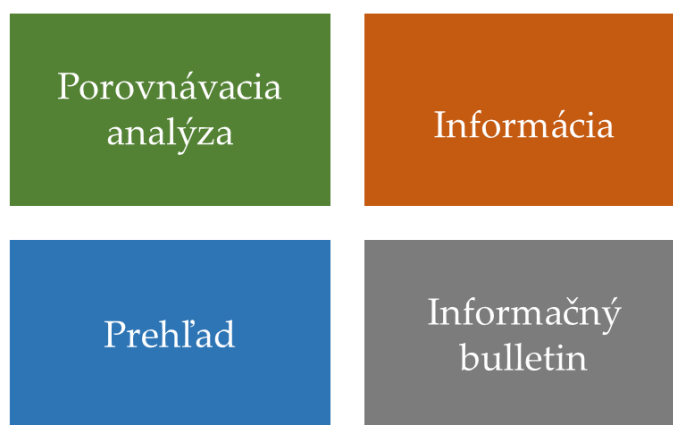 Porovnávacia
analýza
Informácia
Prehľad
Informačný
bulletin